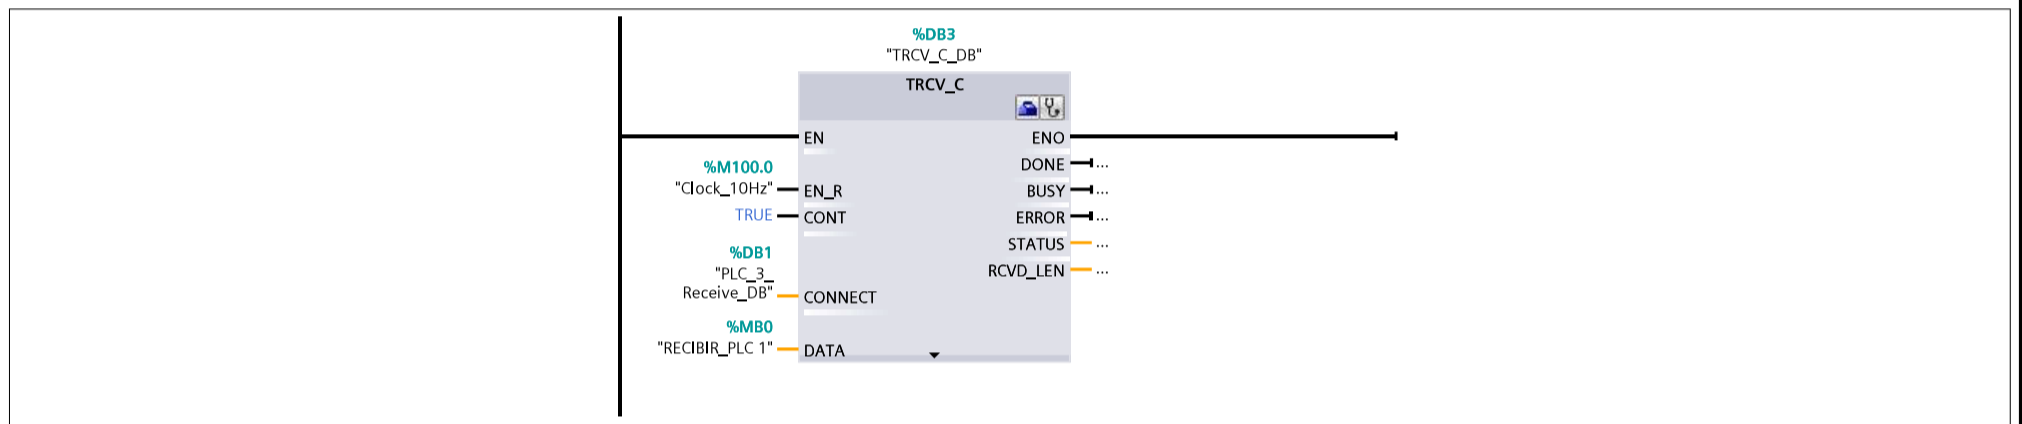 %DB3
"TRCV_C_DB"
TRCV_C
EN
ENO
%M100.0
"Clock_10Hz"
EN_R
TRUE
CONT
%DB1
"PLC_3_
Receive_DB"
CONNECT
%MB0
"RECIBIR_PLC 1"
DATA
DONE
...
BUSY
...
ERROR
...
STATUS
...
RCVD_LEN
...